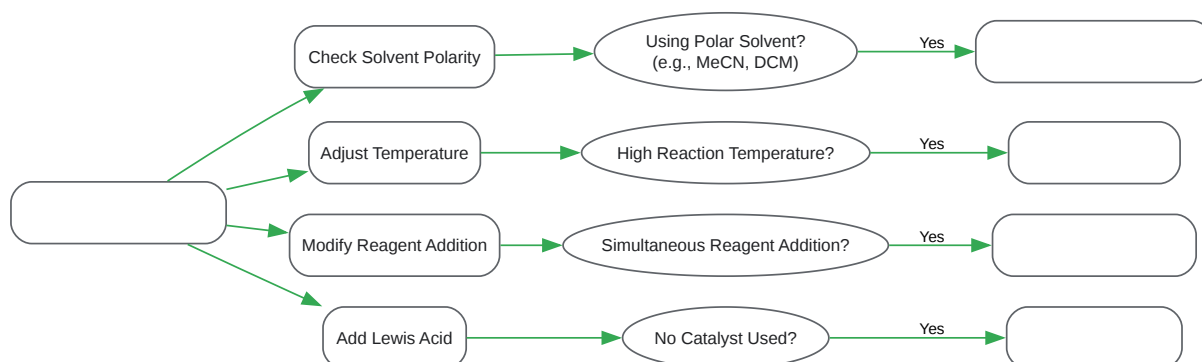 Check Solvent Polarity
Using Polar Solvent?
(e.g., MeCN, DCM)
Yes
Adjust Temperature
High Reaction Temperature?
Yes
Modify Reagent Addition
Simultaneous Reagent Addition?
Yes
Add Lewis Acid
No Catalyst Used?
Yes